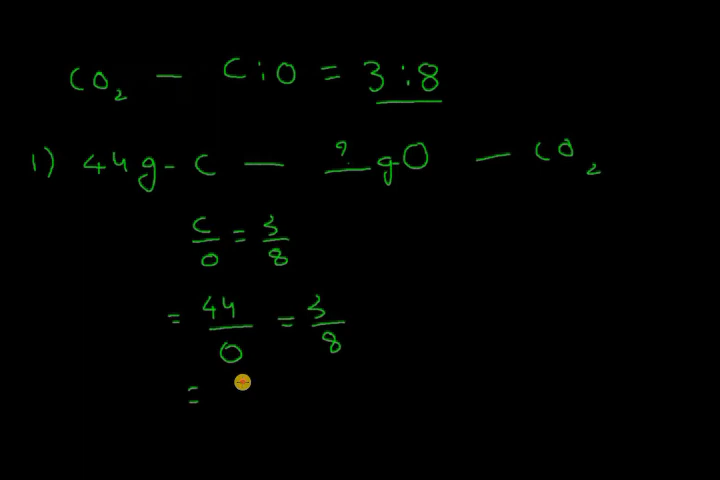 CO₂ — C:O = 3:8
1) 44g - C — ? gO — CO₂
C/O = 3/8
= 44/O = 3/8
=